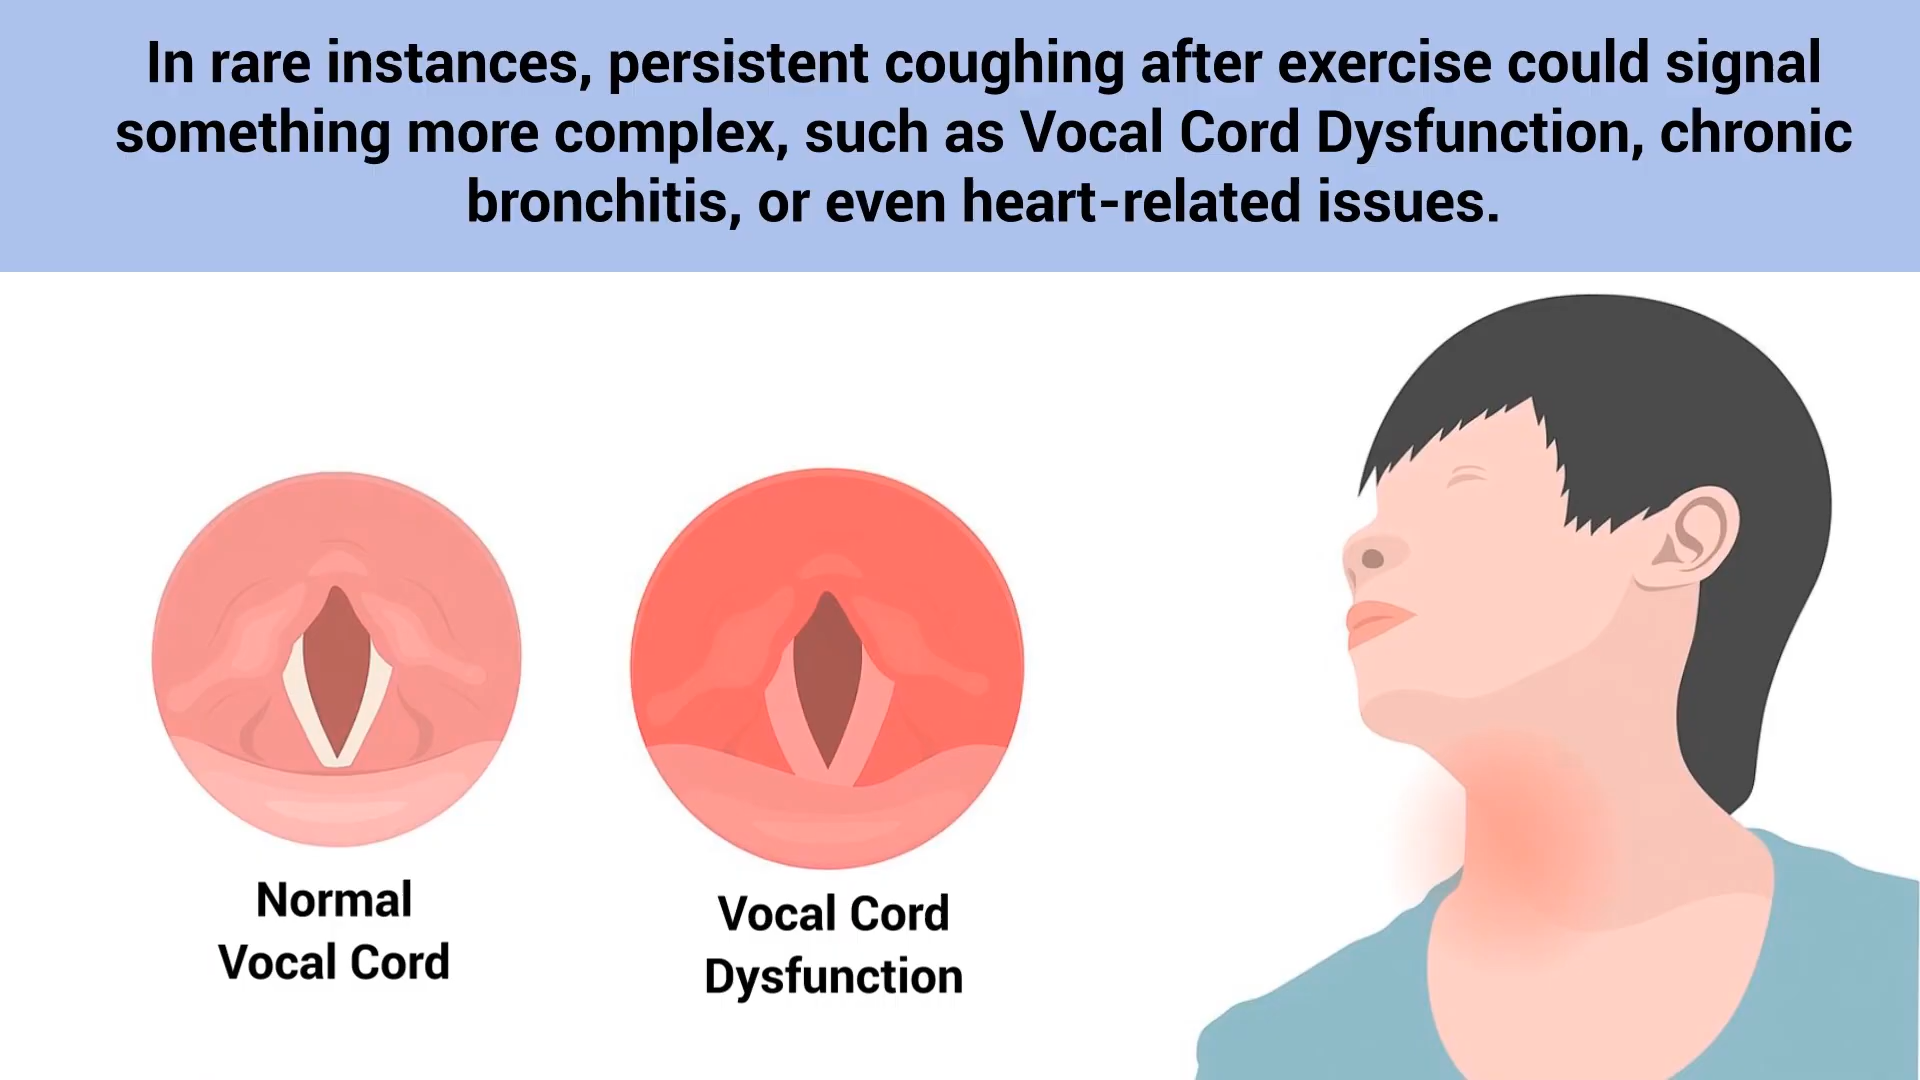 In rare instances, persistent coughing after exercise could signal
something more complex, such as Vocal Cord Dysfunction, chronic
bronchitis, or even heart-related issues.
Normal
Vocal Cord
Vocal Cord
Dysfunction